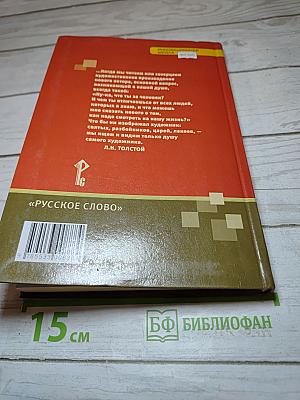 ...Когда мы читаем или созерцаем
художественное произведение
нового автора, основной вопрос,
возникающий в нашей душе,
всегда такой:
«Ну-ка, что ты за человек?
И чем ты отличаешься от всех людей,
которых я знаю, и что можешь
мне сказать нового о том,
как надо смотреть на нашу жизнь?»
Что бы ни изображал художник:
святых, разбойников, царей, лакеев, —
мы ищем и видим только душу
самого художника.
Л.Н. ТОЛСТОЙ
«РУССКОЕ СЛОВО»
15 см
БФ БИБЛИОФАН